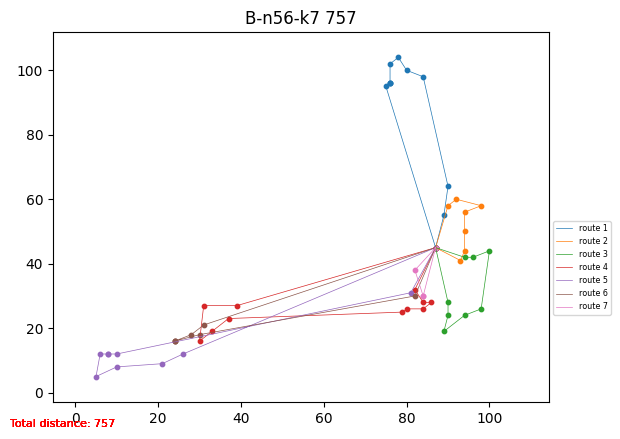 B-n56-k7 757
100
80
60
40
20
0
route 1
route 2
route 3
route 4
route 5
route 6
route 7
0 20 40 60 80 100
Total distance: 757